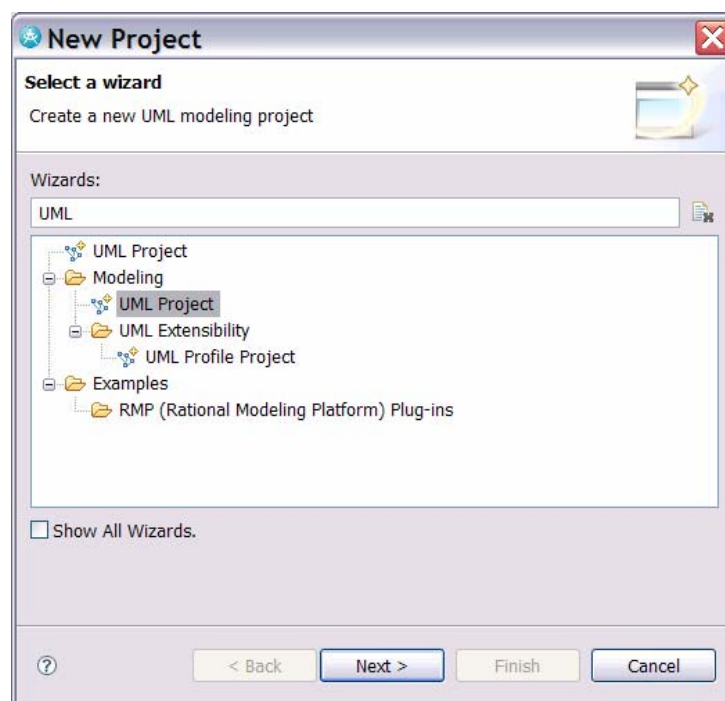 New Project
Select a wizard
Create a new UML modeling project
Wizards:
UML
UML Project
Modeling
UML Project
UML Extensibility
UML Profile Project
Examples
RMP (Rational Modeling Platform) Plug-ins
Show All Wizards.
?
< Back Next > Finish Cancel